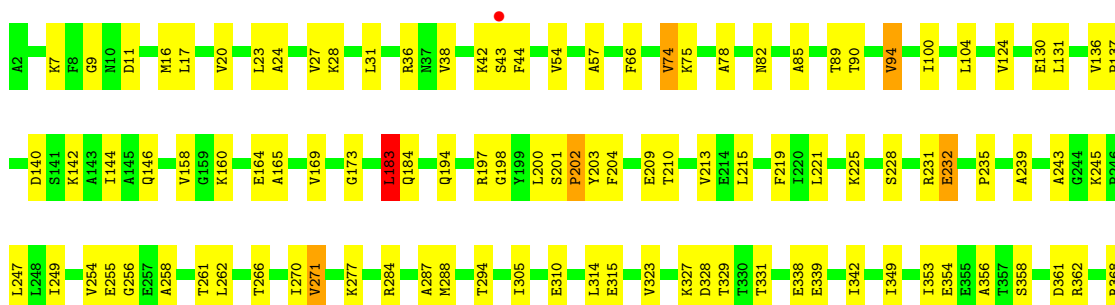 A2 K7 F8 G9 N10 D11 M16 L17 V20 L23 A24 V27 K28 L31 R36 N37 V38 K42 S43 F44 V54 A57 F66 V74 K75 A78 N82 A85 T89 T90 V94 I100 L104 V124 E130 L131 V136
D140 S141 K142 A143 I144 A145 Q146 V158 G159 K160 E164 A165 V169 G173 L183 Q184 Q194 R197 G198 Y199 L200 S201 P202 Y203 F204 E209 T210 V213 E214 L215 F219 I220 L221 K225 S228 R231 E232 P235 A239 A243 G244 K245
L247 L248 I249 V254 G256 E257 A258 T261 L262 T266 I270 V271 K277 R284 A287 M288 T294 I305 E310 L314 E315 V323 K327 D328 T329 T330 T331 E338 E339 I342 I349 I353 E354 E355 A356 T357 S358 D361 R362